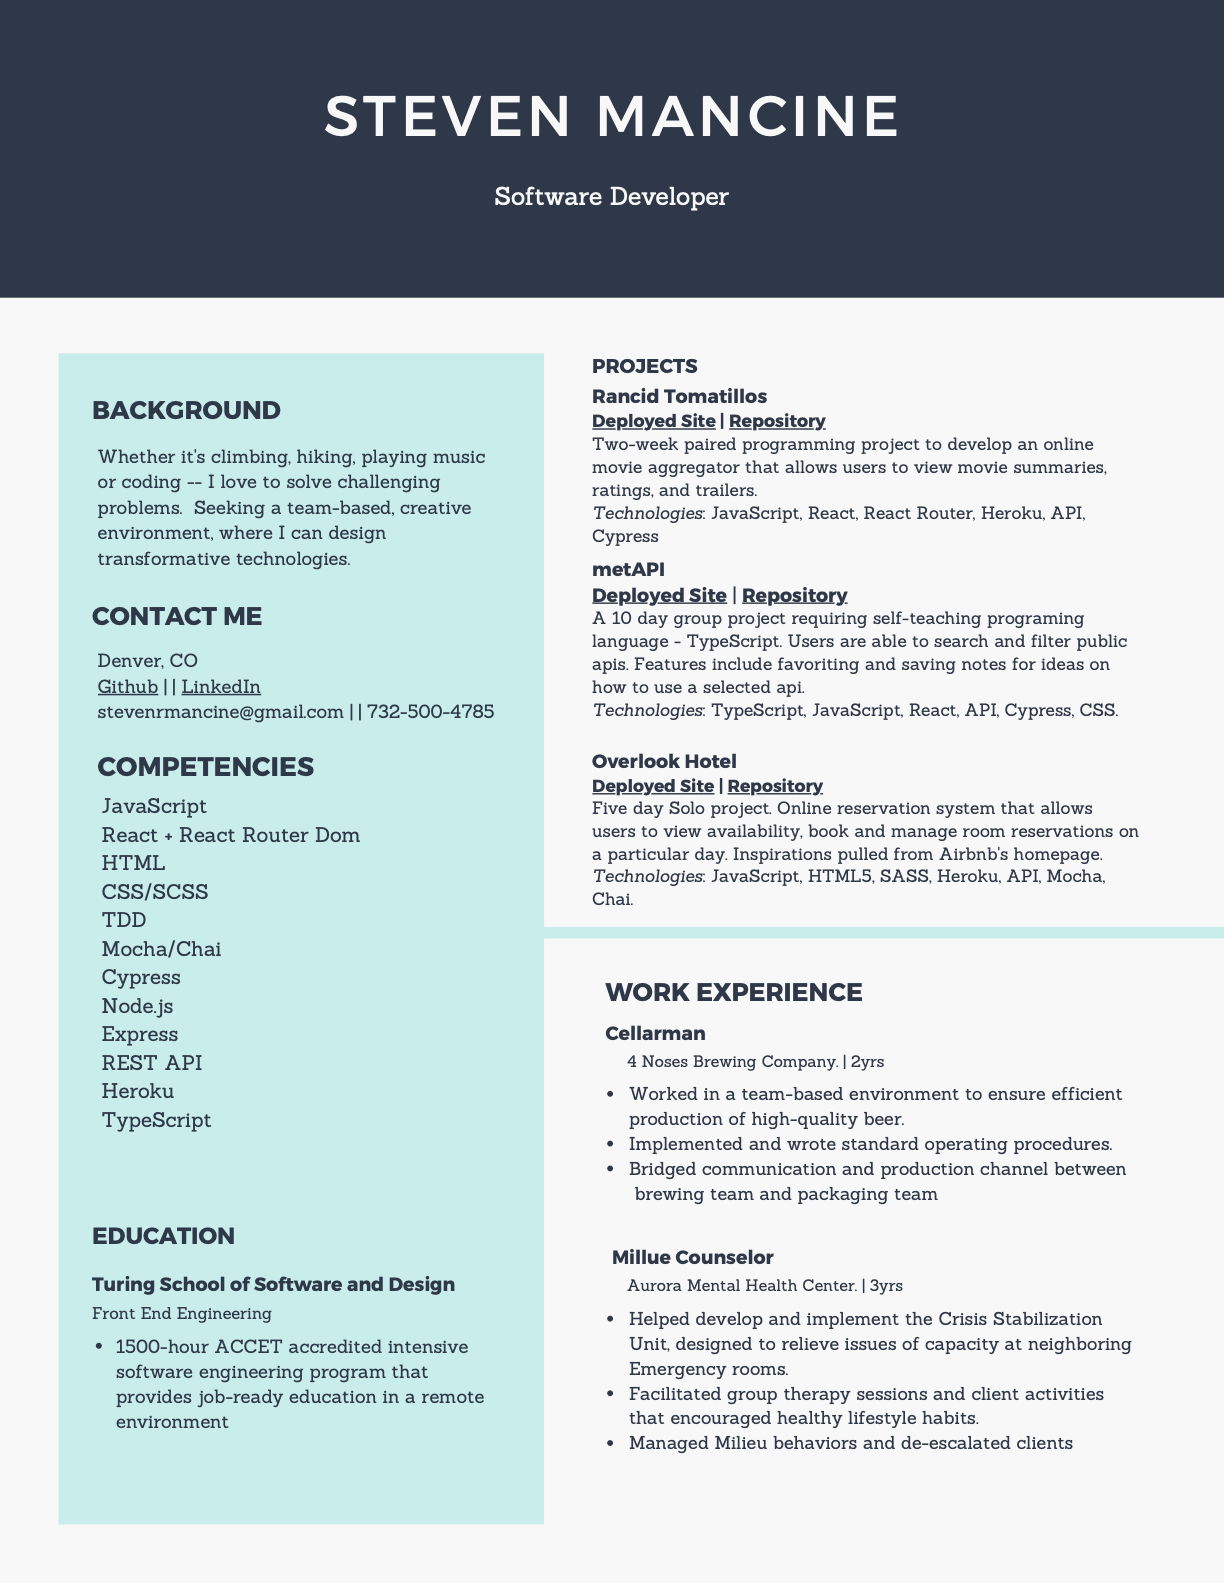 STEVEN MANCINE
Software Developer
BACKGROUND
Whether it's climbing, hiking, playing music
or coding -- I love to solve challenging
problems.  Seeking a team-based, creative
environment, where I can design
transformative technologies.
CONTACT ME
Denver, CO
Github || LinkedIn
stevenrmancine@gmail.com || 732-500-4785
COMPETENCIES
JavaScript
React + React Router Dom
HTML
CSS/SCSS
TDD
Mocha/Chai
Cypress
Node.js
Express
REST API
Heroku
TypeScript
EDUCATION
Turing School of Software and Design
Front End Engineering
• 1500-hour ACCET accredited intensive
software engineering program that
provides job-ready education in a remote
environment
PROJECTS
Rancid Tomatillos
Deployed Site | Repository
Two-week paired programming project to develop an online
movie aggregator that allows users to view movie summaries,
ratings, and trailers.
Technologies: JavaScript, React, React Router, Heroku, API,
Cypress
metAPI
Deployed Site | Repository
A 10 day group project requiring self-teaching programing
language - TypeScript. Users are able to search and filter public
apis. Features include favoriting and saving notes for ideas on
how to use a selected api.
Technologies: TypeScript, JavaScript, React, API, Cypress, CSS.
Overlook Hotel
Deployed Site | Repository
Five day Solo project. Online reservation system that allows
users to view availability, book and manage room reservations on
a particular day. Inspirations pulled from Airbnb's homepage.
Technologies: JavaScript, HTML5, SASS, Heroku, API, Mocha,
Chai.
WORK EXPERIENCE
Cellarman
4 Noses Brewing Company. | 2yrs
• Worked in a team-based environment to ensure efficient
production of high-quality beer.
• Implemented and wrote standard operating procedures.
• Bridged communication and production channel between
brewing team and packaging team
Millue Counselor
Aurora Mental Health Center. | 3yrs
• Helped develop and implement the Crisis Stabilization
Unit, designed to relieve issues of capacity at neighboring
Emergency rooms.
• Facilitated group therapy sessions and client activities
that encouraged healthy lifestyle habits.
• Managed Milieu behaviors and de-escalated clients